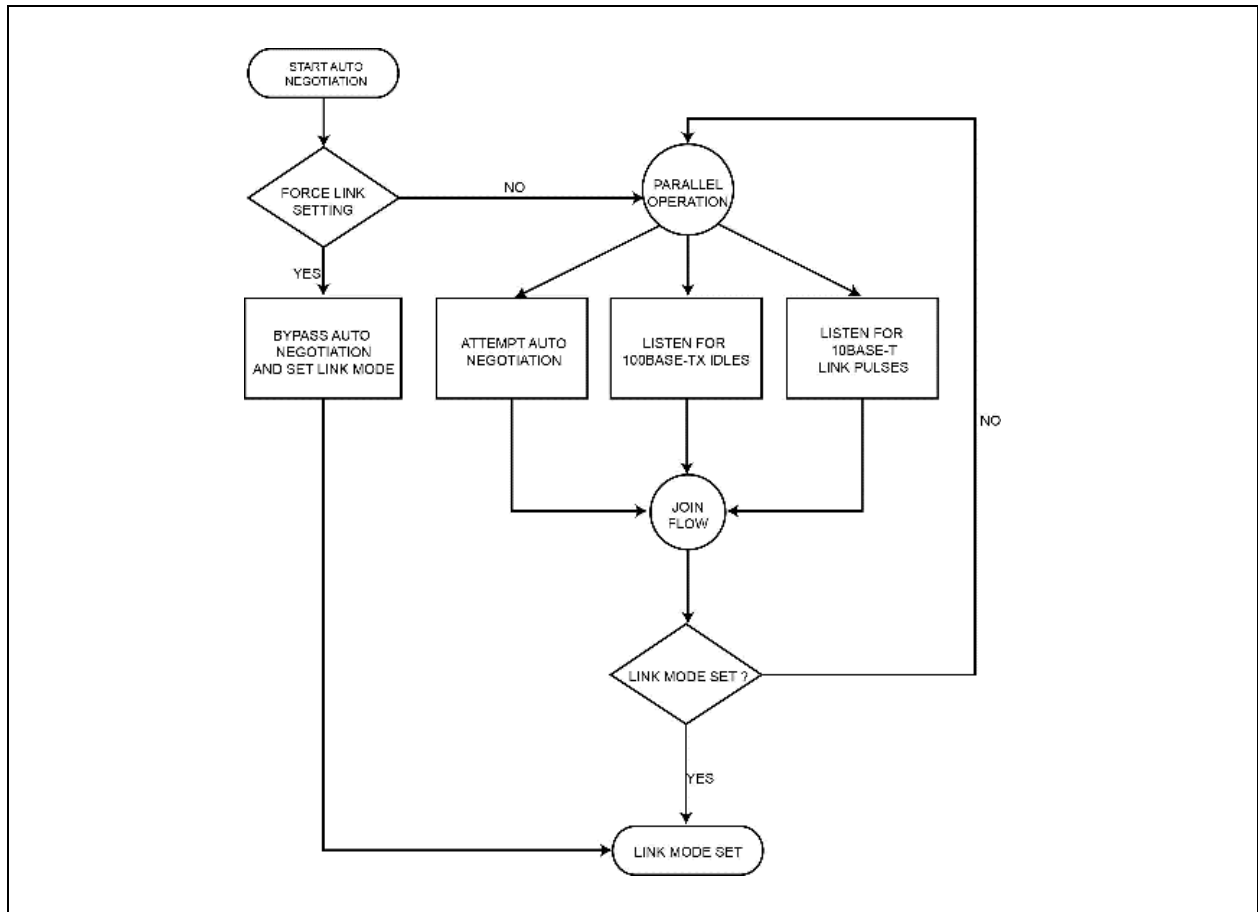 START AUTO
NEGOTIATION
FORCE LINK
SETTING
NO
PARALLEL
OPERATION
YES
BYPASS AUTO
NEGOTIATION
AND SET LINK MODE
ATTEMPT AUTO
NEGOTIATION
LISTEN FOR
100BASE-TX IDLES
LISTEN FOR
10BASE-T
LINK PULSES
NO
JOIN
FLOW
LINK MODE SET ?
YES
LINK MODE SET